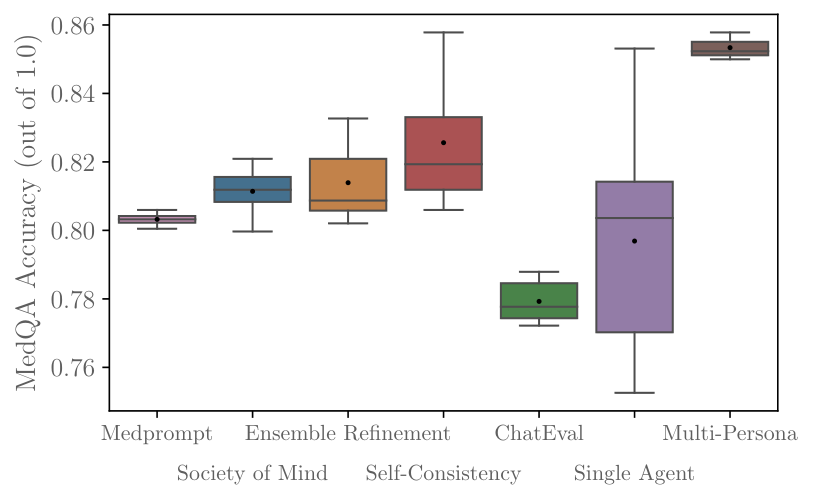 MedQA Accuracy (out of 1.0)
0.86
0.84
0.82
0.80
0.78
0.76
Medprompt
Ensemble Refinement
ChatEval
Multi-Persona
Society of Mind
Self-Consistency
Single Agent